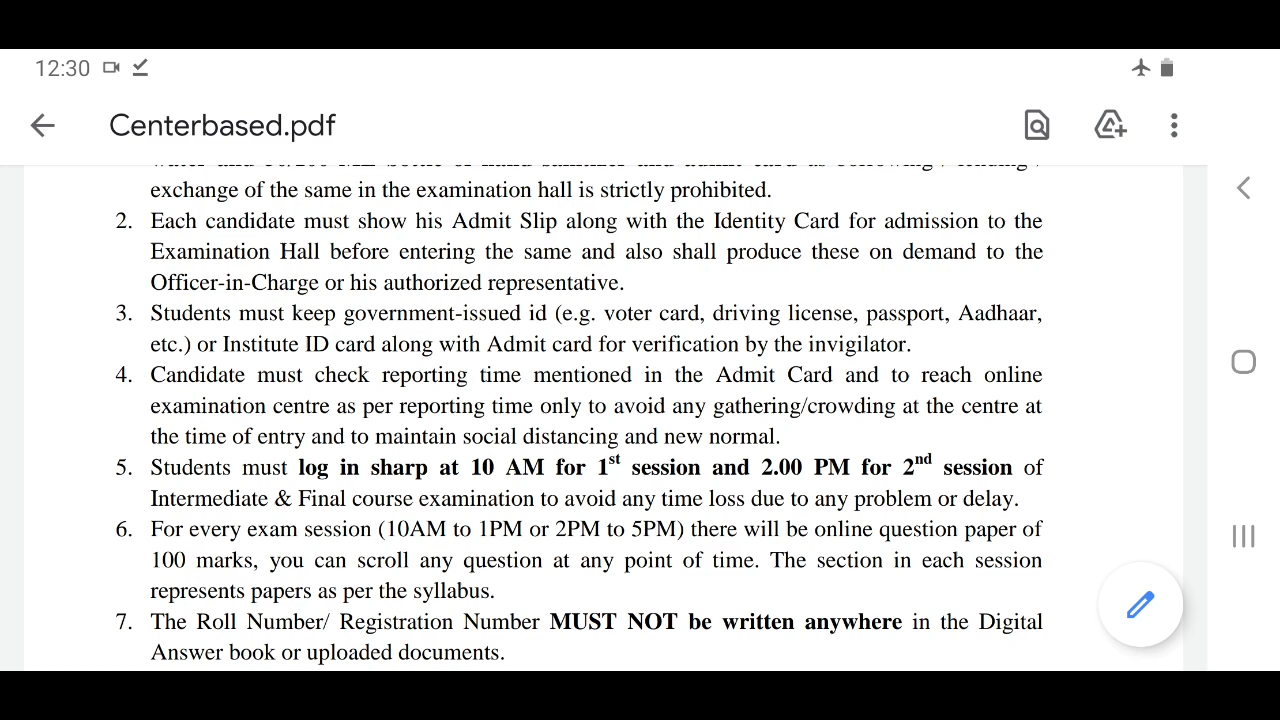 12:30
Centerbased.pdf
exchange of the same in the examination hall is strictly prohibited.
2. Each candidate must show his Admit Slip along with the Identity Card for admission to the
Examination Hall before entering the same and also shall produce these on demand to the
Officer-in-Charge or his authorized representative.
3. Students must keep government-issued id (e.g. voter card, driving license, passport, Aadhaar,
etc.) or Institute ID card along with Admit card for verification by the invigilator.
4. Candidate must check reporting time mentioned in the Admit Card and to reach online
examination centre as per reporting time only to avoid any gathering/crowding at the centre at
the time of entry and to maintain social distancing and new normal.
5. Students must log in sharp at 10 AM for 1st session and 2.00 PM for 2nd session of
Intermediate & Final course examination to avoid any time loss due to any problem or delay.
6. For every exam session (10AM to 1PM or 2PM to 5PM) there will be online question paper of
100 marks, you can scroll any question at any point of time. The section in each session
represents papers as per the syllabus.
7. The Roll Number/ Registration Number MUST NOT be written anywhere in the Digital
Answer book or uploaded documents.